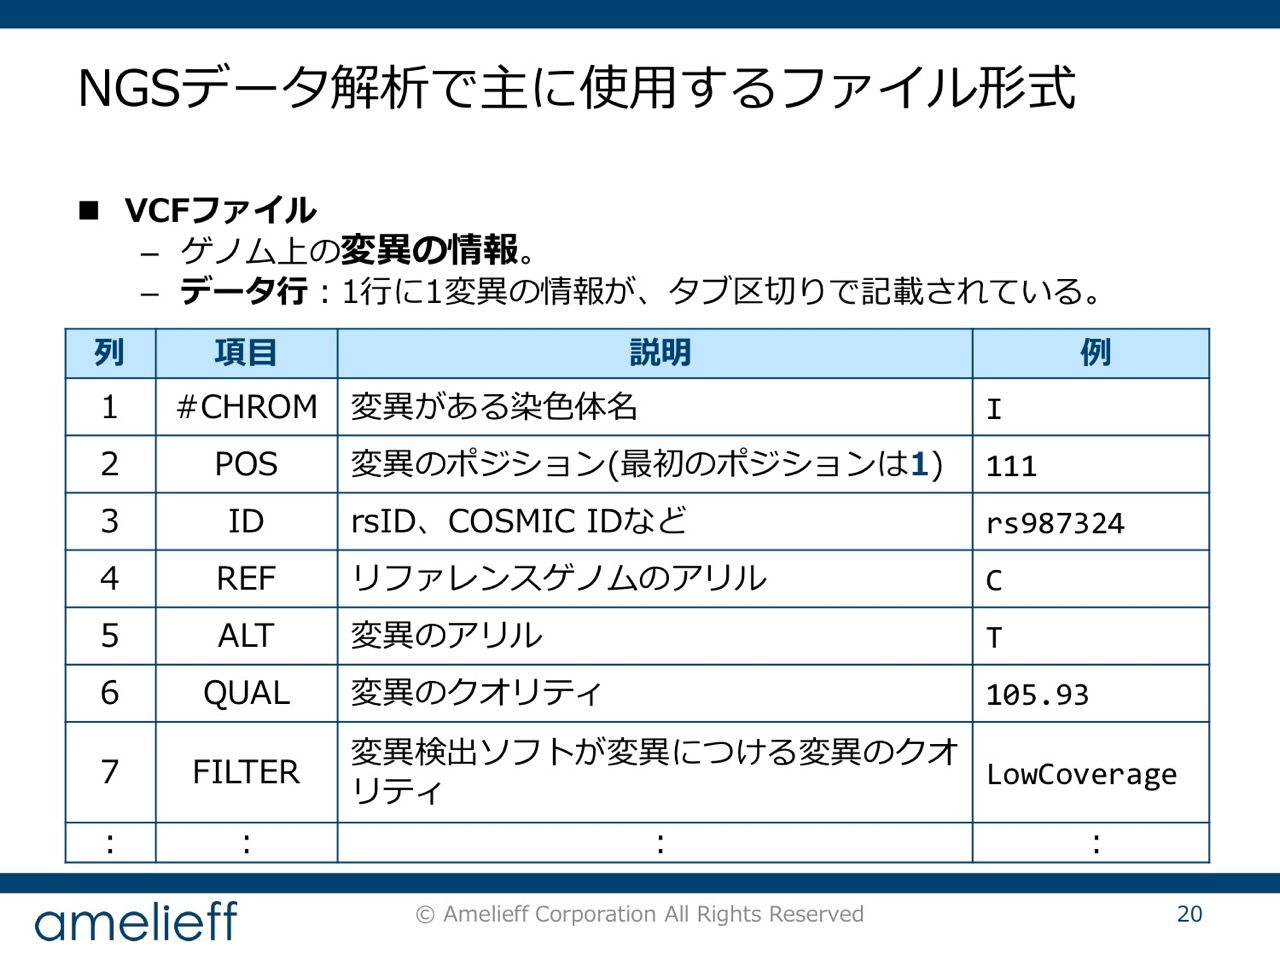 NGSデータ解析で主に使用するファイル形式
■ VCFファイル
– ゲノム上の変異の情報。
– データ行：1行に1変異の情報が、タブ区切りで記載されている。
列 項目 説明 例
1 #CHROM 変異がある染色体名 I
2 POS 変異のポジション(最初のポジションは1) 111
3 ID rsID、COSMIC IDなど rs987324
4 REF リファレンスゲノムのアリル C
5 ALT 変異のアリル T
6 QUAL 変異のクオリティ 105.93
7 FILTER 変異検出ソフトが変異につける変異のクオ
リティ LowCoverage
： ： ： ：
amelieff © Amelieff Corporation All Rights Reserved 20